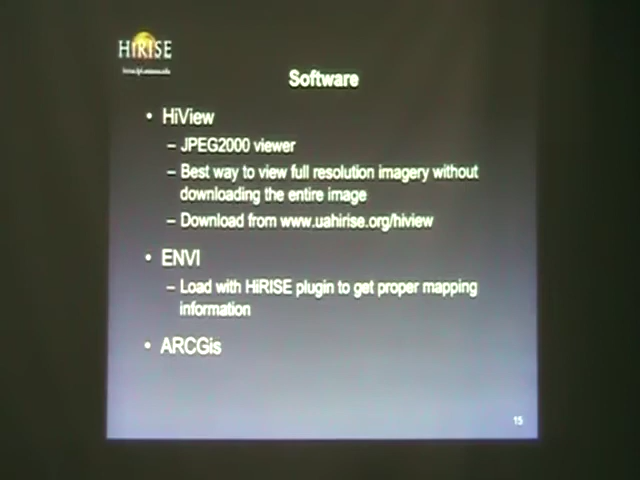 HiRISE
Software
• HiView
– JPEG2000 viewer
– Best way to view full resolution imagery without
downloading the entire image
– Download from www.uahirise.org/hiview
• ENVI
– Load with HiRISE plugin to get proper mapping
information
• ARCGis
15